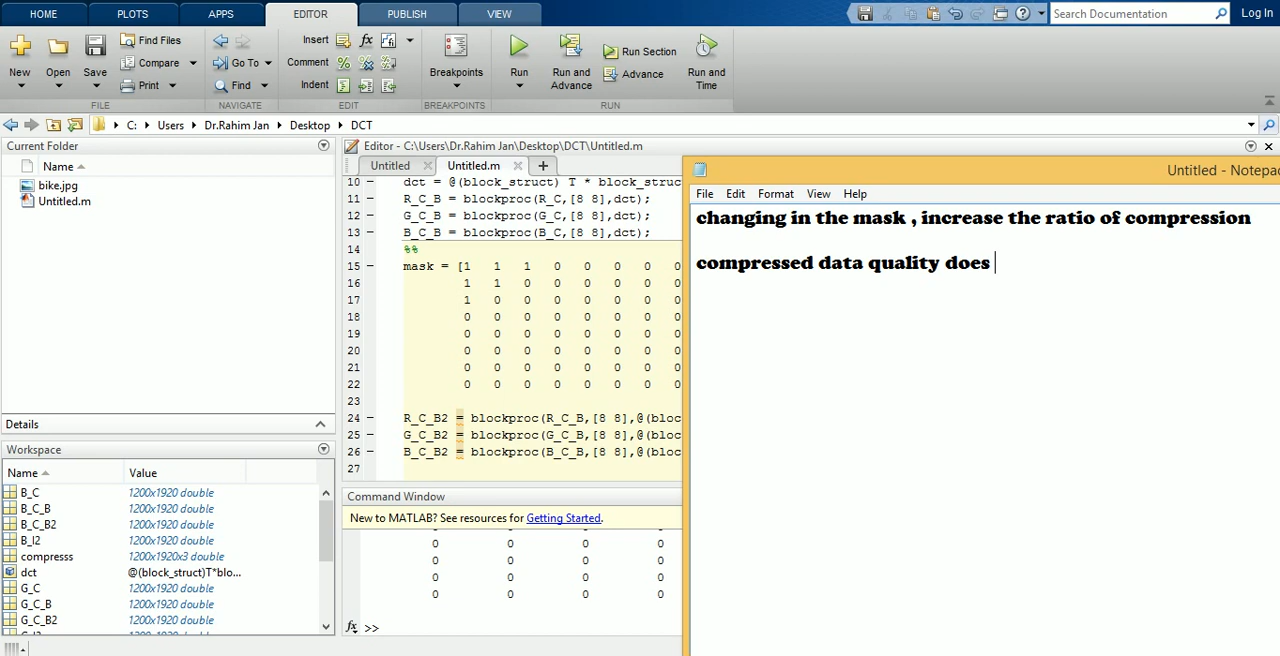 HOME PLOTS APPS EDITOR PUBLISH VIEW Search Documentation Log In
New Open Save Find Files Compare Print
FILE
Go To Find
NAVIGATE
Insert fx
Comment
Indent
EDIT
Breakpoints
BREAKPOINTS
Run Run and Advance Run Section Advance Run and Time
RUN
C: Users Dr.Rahim Jan Desktop DCT
Current Folder
Name
bike.jpg
Untitled.m
Details
Workspace
Name Value
B_C 1200x1920 double
B_C_B 1200x1920 double
B_C_B2 1200x1920 double
B_I2 1200x1920 double
compresss 1200x1920x3 double
dct @(block_struct)T*blo...
G_C 1200x1920 double
G_C_B 1200x1920 double
G_C_B2 1200x1920 double
Editor - C:\Users\Dr.Rahim Jan\Desktop\DCT\Untitled.m
Untitled Untitled.m
10 – dct = @(block_struct) T * block_struc
11 – R_C_B = blockproc(R_C,[8 8],dct);
12 – G_C_B = blockproc(G_C,[8 8],dct);
13 – B_C_B = blockproc(B_C,[8 8],dct);
14 %%
15 – mask = [1 1 1 0 0 0 0 0
16 1 1 0 0 0 0 0 0
17 1 0 0 0 0 0 0 0
18 0 0 0 0 0 0 0 0
19 0 0 0 0 0 0 0 0
20 0 0 0 0 0 0 0 0
21 0 0 0 0 0 0 0 0
22 0 0 0 0 0 0 0 0
23
24 – R_C_B2 = blockproc(R_C_B,[8 8],@(bloc
25 – G_C_B2 = blockproc(G_C_B,[8 8],@(bloc
26 – B_C_B2 = blockproc(B_C_B,[8 8],@(bloc
27
Command Window
New to MATLAB? See resources for Getting Started.
0 0 0 0
0 0 0 0
0 0 0 0
0 0 0 0
fx >>
Untitled - Notepa
File Edit Format View Help
changing in the mask , increase the ratio of compression
compressed data quality does